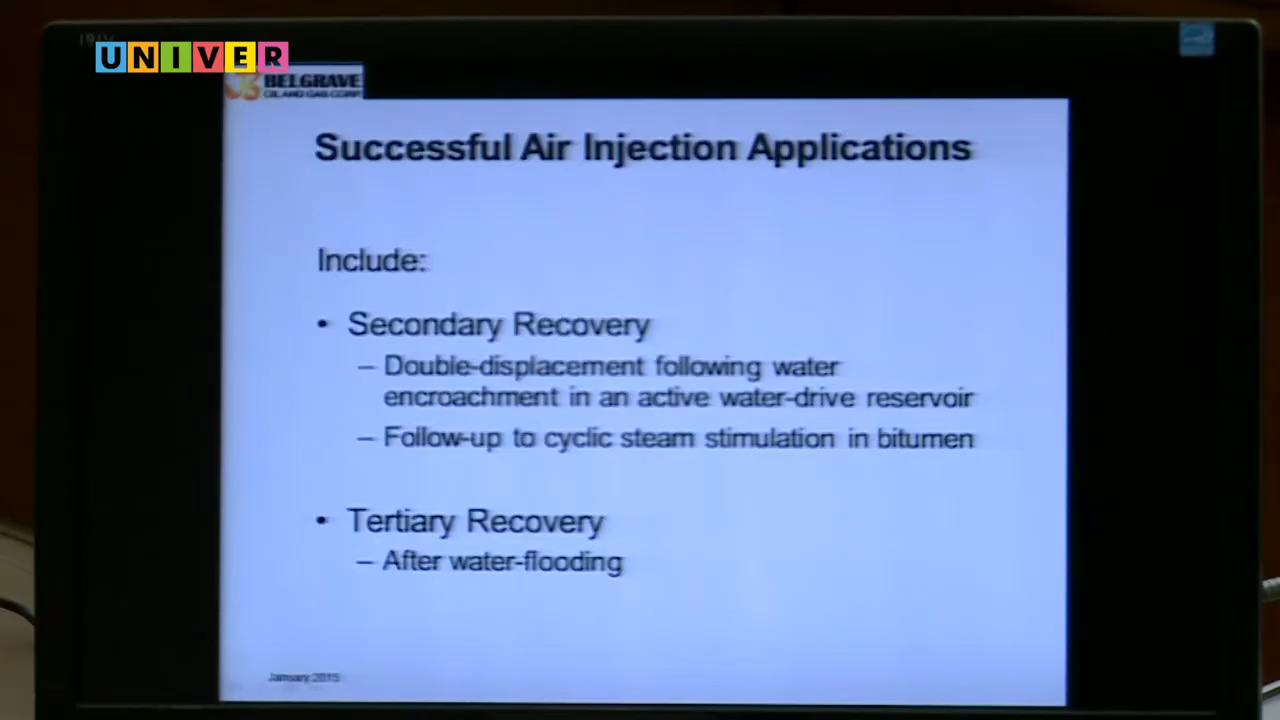 UNIVER
BELGRAVE
OIL AND GAS CORP
Successful Air Injection Applications
Include:
• Secondary Recovery
– Double-displacement following water
encroachment in an active water-drive reservoir
– Follow-up to cyclic steam stimulation in bitumen
• Tertiary Recovery
– After water-flooding
January 2015